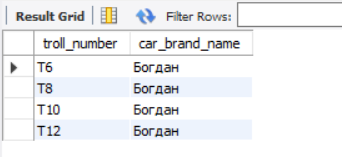 Result Grid Filter Rows:
troll_number car_brand_name
T6 Богдан
T8 Богдан
T10 Богдан
T12 Богдан